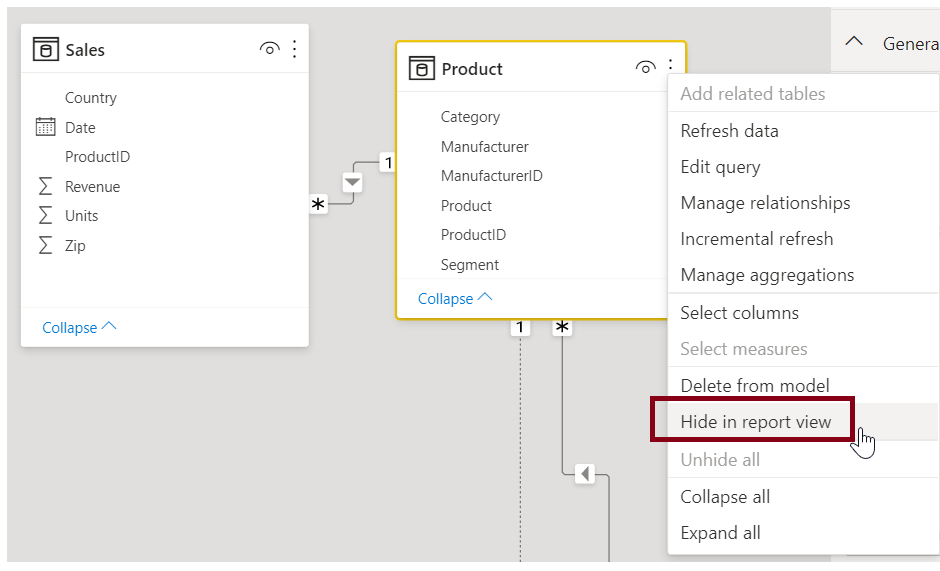 Sales
Country
Date
ProductID
Revenue
Units
Zip
Collapse
*
1
Product
Category
Manufacturer
ManufacturerID
Product
ProductID
Segment
Collapse
1
*
Genera
Add related tables
Refresh data
Edit query
Manage relationships
Incremental refresh
Manage aggregations
Select columns
Select measures
Delete from model
Hide in report view
Unhide all
Collapse all
Expand all